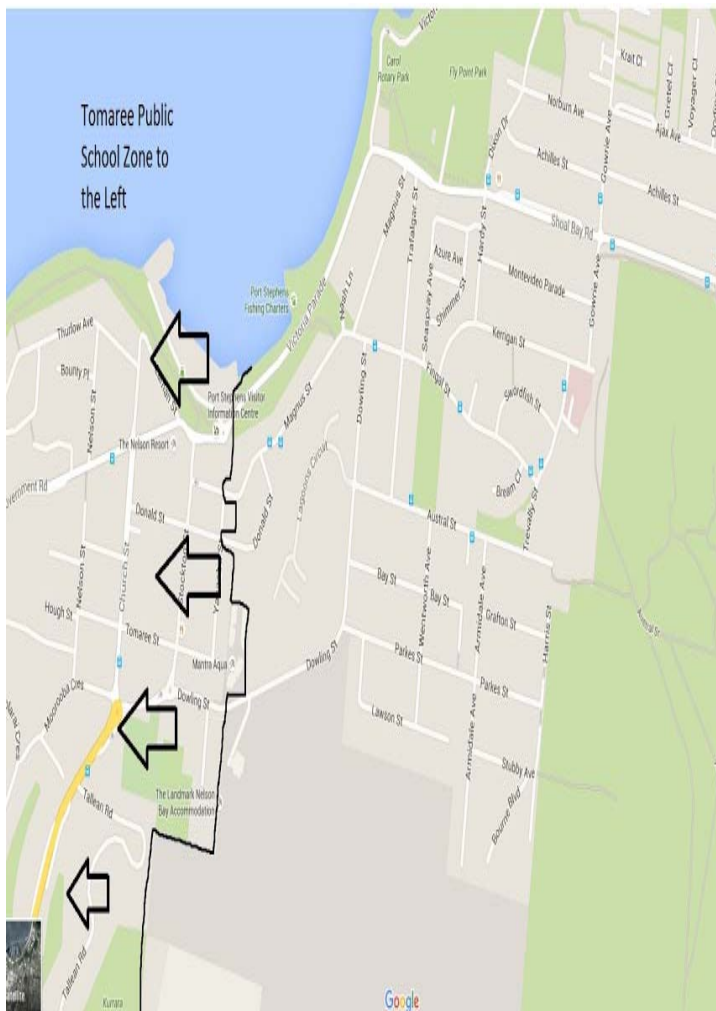 Tomaree Public
School Zone to
the Left
Victoria Parade
Carol
Rotary Park
Fly Point Park
Krait Cl
Gretel Cl
Voyager Cl
Norburn Ave
Ajax Ave
Dixon Dr
Gowrie Ave
Achilles St
Achilles St
Magnus St
Shoal Bay Rd
Trafalgar St
Azure Ave
Hardy St
Seaspray Ave
Shimmer St
Montevideo Parade
Gowrie Ave
Port Stephens
Fishing Charters
Kerrigan St
Thurlow Ave
Fingal St
Swordfish St
Bounty Pl
Magnus St
Dowling St
Port Stephens Visitor
Information Centre
Nelson St
The Nelson Resort
Lagoons Circuit
Bream Cl
Trevally St
Donald St
Donald St
Austral St
Church St
Nelson St
Bay St
Bay St
Wentworth Ave
Armidale Ave
Grafton St
Harris St
Hough St
Tomaree St
Mantra Aqua
Dowling St
Parkes St
Parkes St
Moorooba Cres
Dowling St
Lawson St
Armidale Ave
Stubby Ave
Bourne Blvd
Tallean Rd
The Landmark Nelson
Bay Accommodation
Tallean Rd
Kurrara
Google